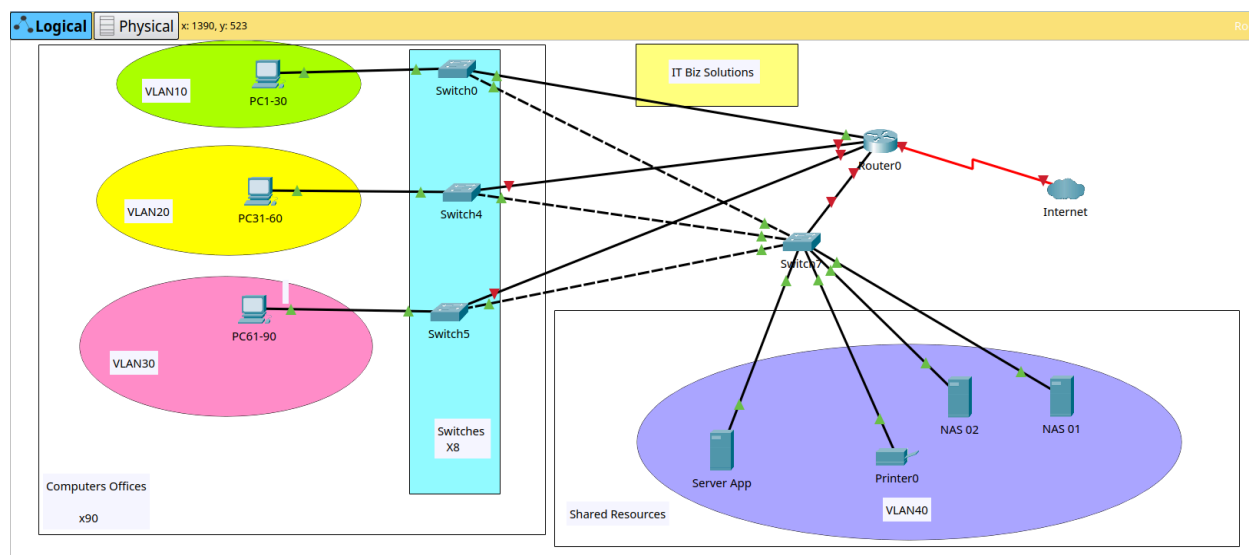 Logical
Physical
x: 1390, y: 523
Ro
VLAN10
PC1-30
Switch0
IT Biz Solutions
Router0
Internet
VLAN20
PC31-60
Switch4
Switch7
VLAN30
PC61-90
Switch5
Switches
X8
Computers Offices
x90
Server App
Printer0
NAS 02
NAS 01
VLAN40
Shared Resources